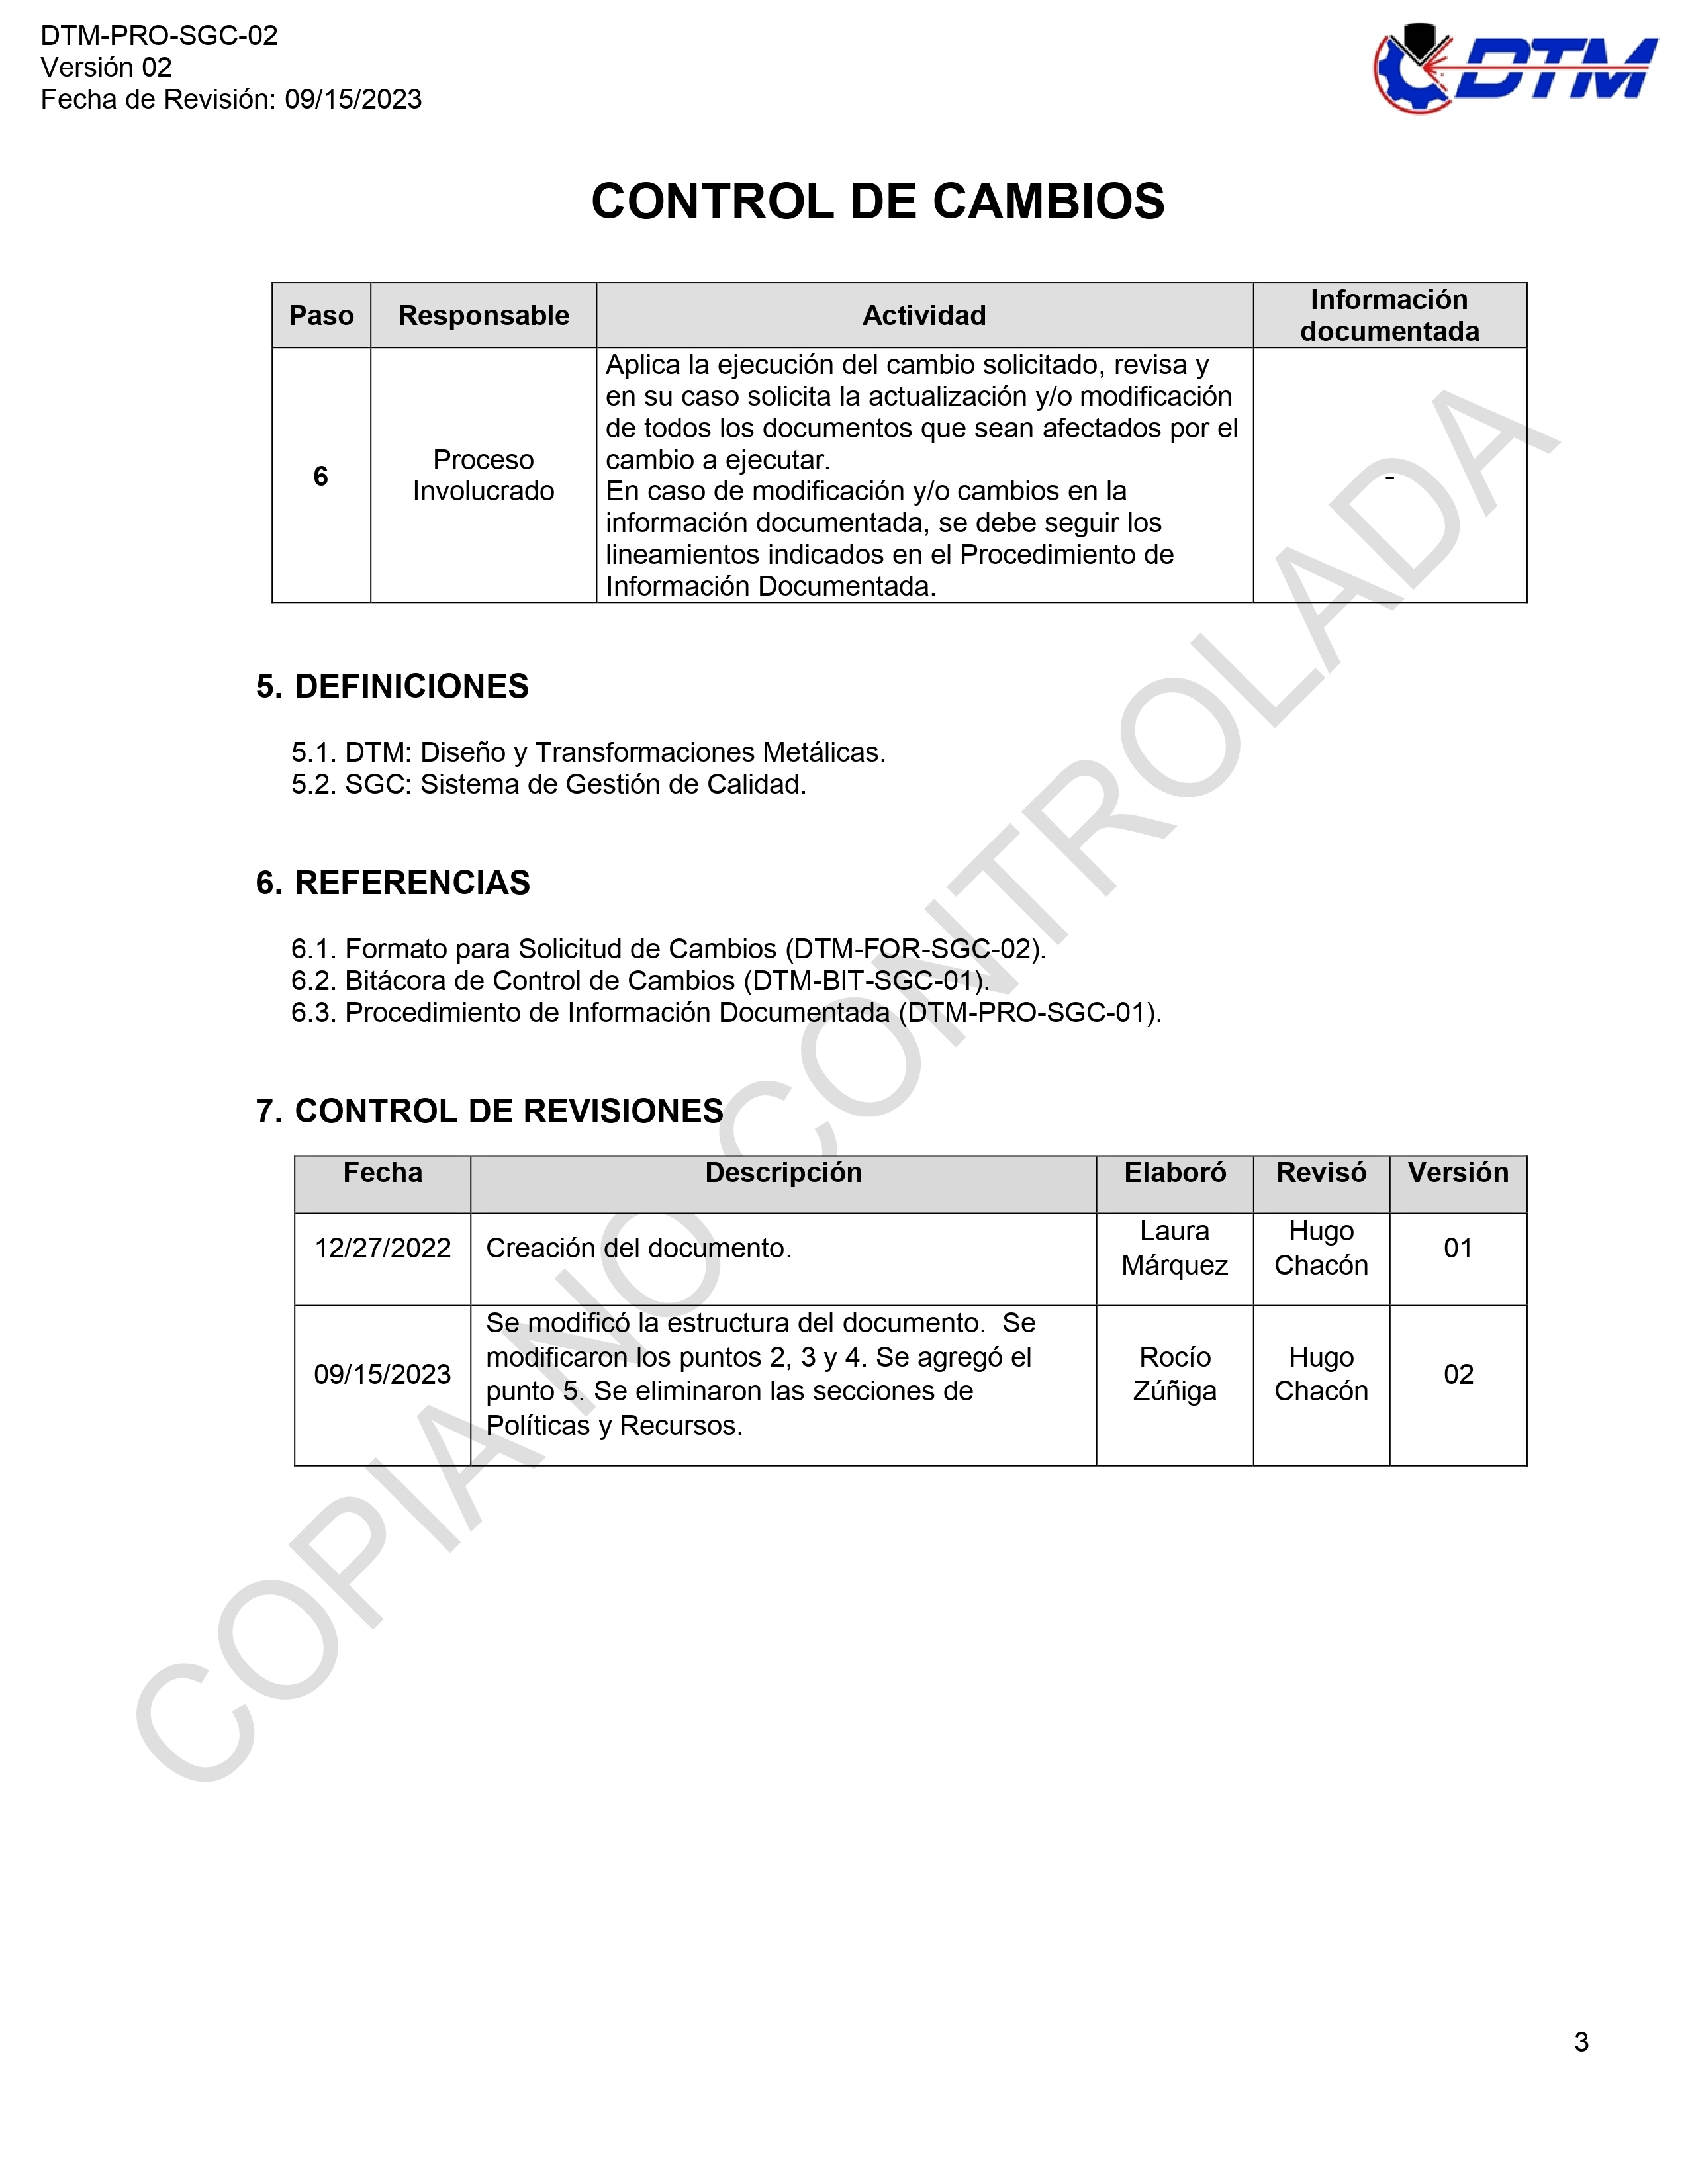 DTM-PRO-SGC-02
Versión 02
Fecha de Revisión: 09/15/2023
DTM
CONTROL DE CAMBIOS
Paso Responsable Actividad Información documentada
6
Proceso
Involucrado
Aplica la ejecución del cambio solicitado, revisa y
en su caso solicita la actualización y/o modificación
de todos los documentos que sean afectados por el
cambio a ejecutar.
En caso de modificación y/o cambios en la
información documentada, se debe seguir los
lineamientos indicados en el Procedimiento de
Información Documentada.
-
5. DEFINICIONES
5.1. DTM: Diseño y Transformaciones Metálicas.
5.2. SGC: Sistema de Gestión de Calidad.
6. REFERENCIAS
6.1. Formato para Solicitud de Cambios (DTM-FOR-SGC-02).
6.2. Bitácora de Control de Cambios (DTM-BIT-SGC-01).
6.3. Procedimiento de Información Documentada (DTM-PRO-SGC-01).
7. CONTROL DE REVISIONES
Fecha Descripción Elaboró Revisó Versión
12/27/2022
Creación del documento.
Laura
Márquez
Hugo
Chacón
01
09/15/2023
Se modificó la estructura del documento.  Se
modificaron los puntos 2, 3 y 4. Se agregó el
punto 5. Se eliminaron las secciones de
Políticas y Recursos.
Rocío
Zúñiga
Hugo
Chacón
02
COPIA NO CONTROLADA
3